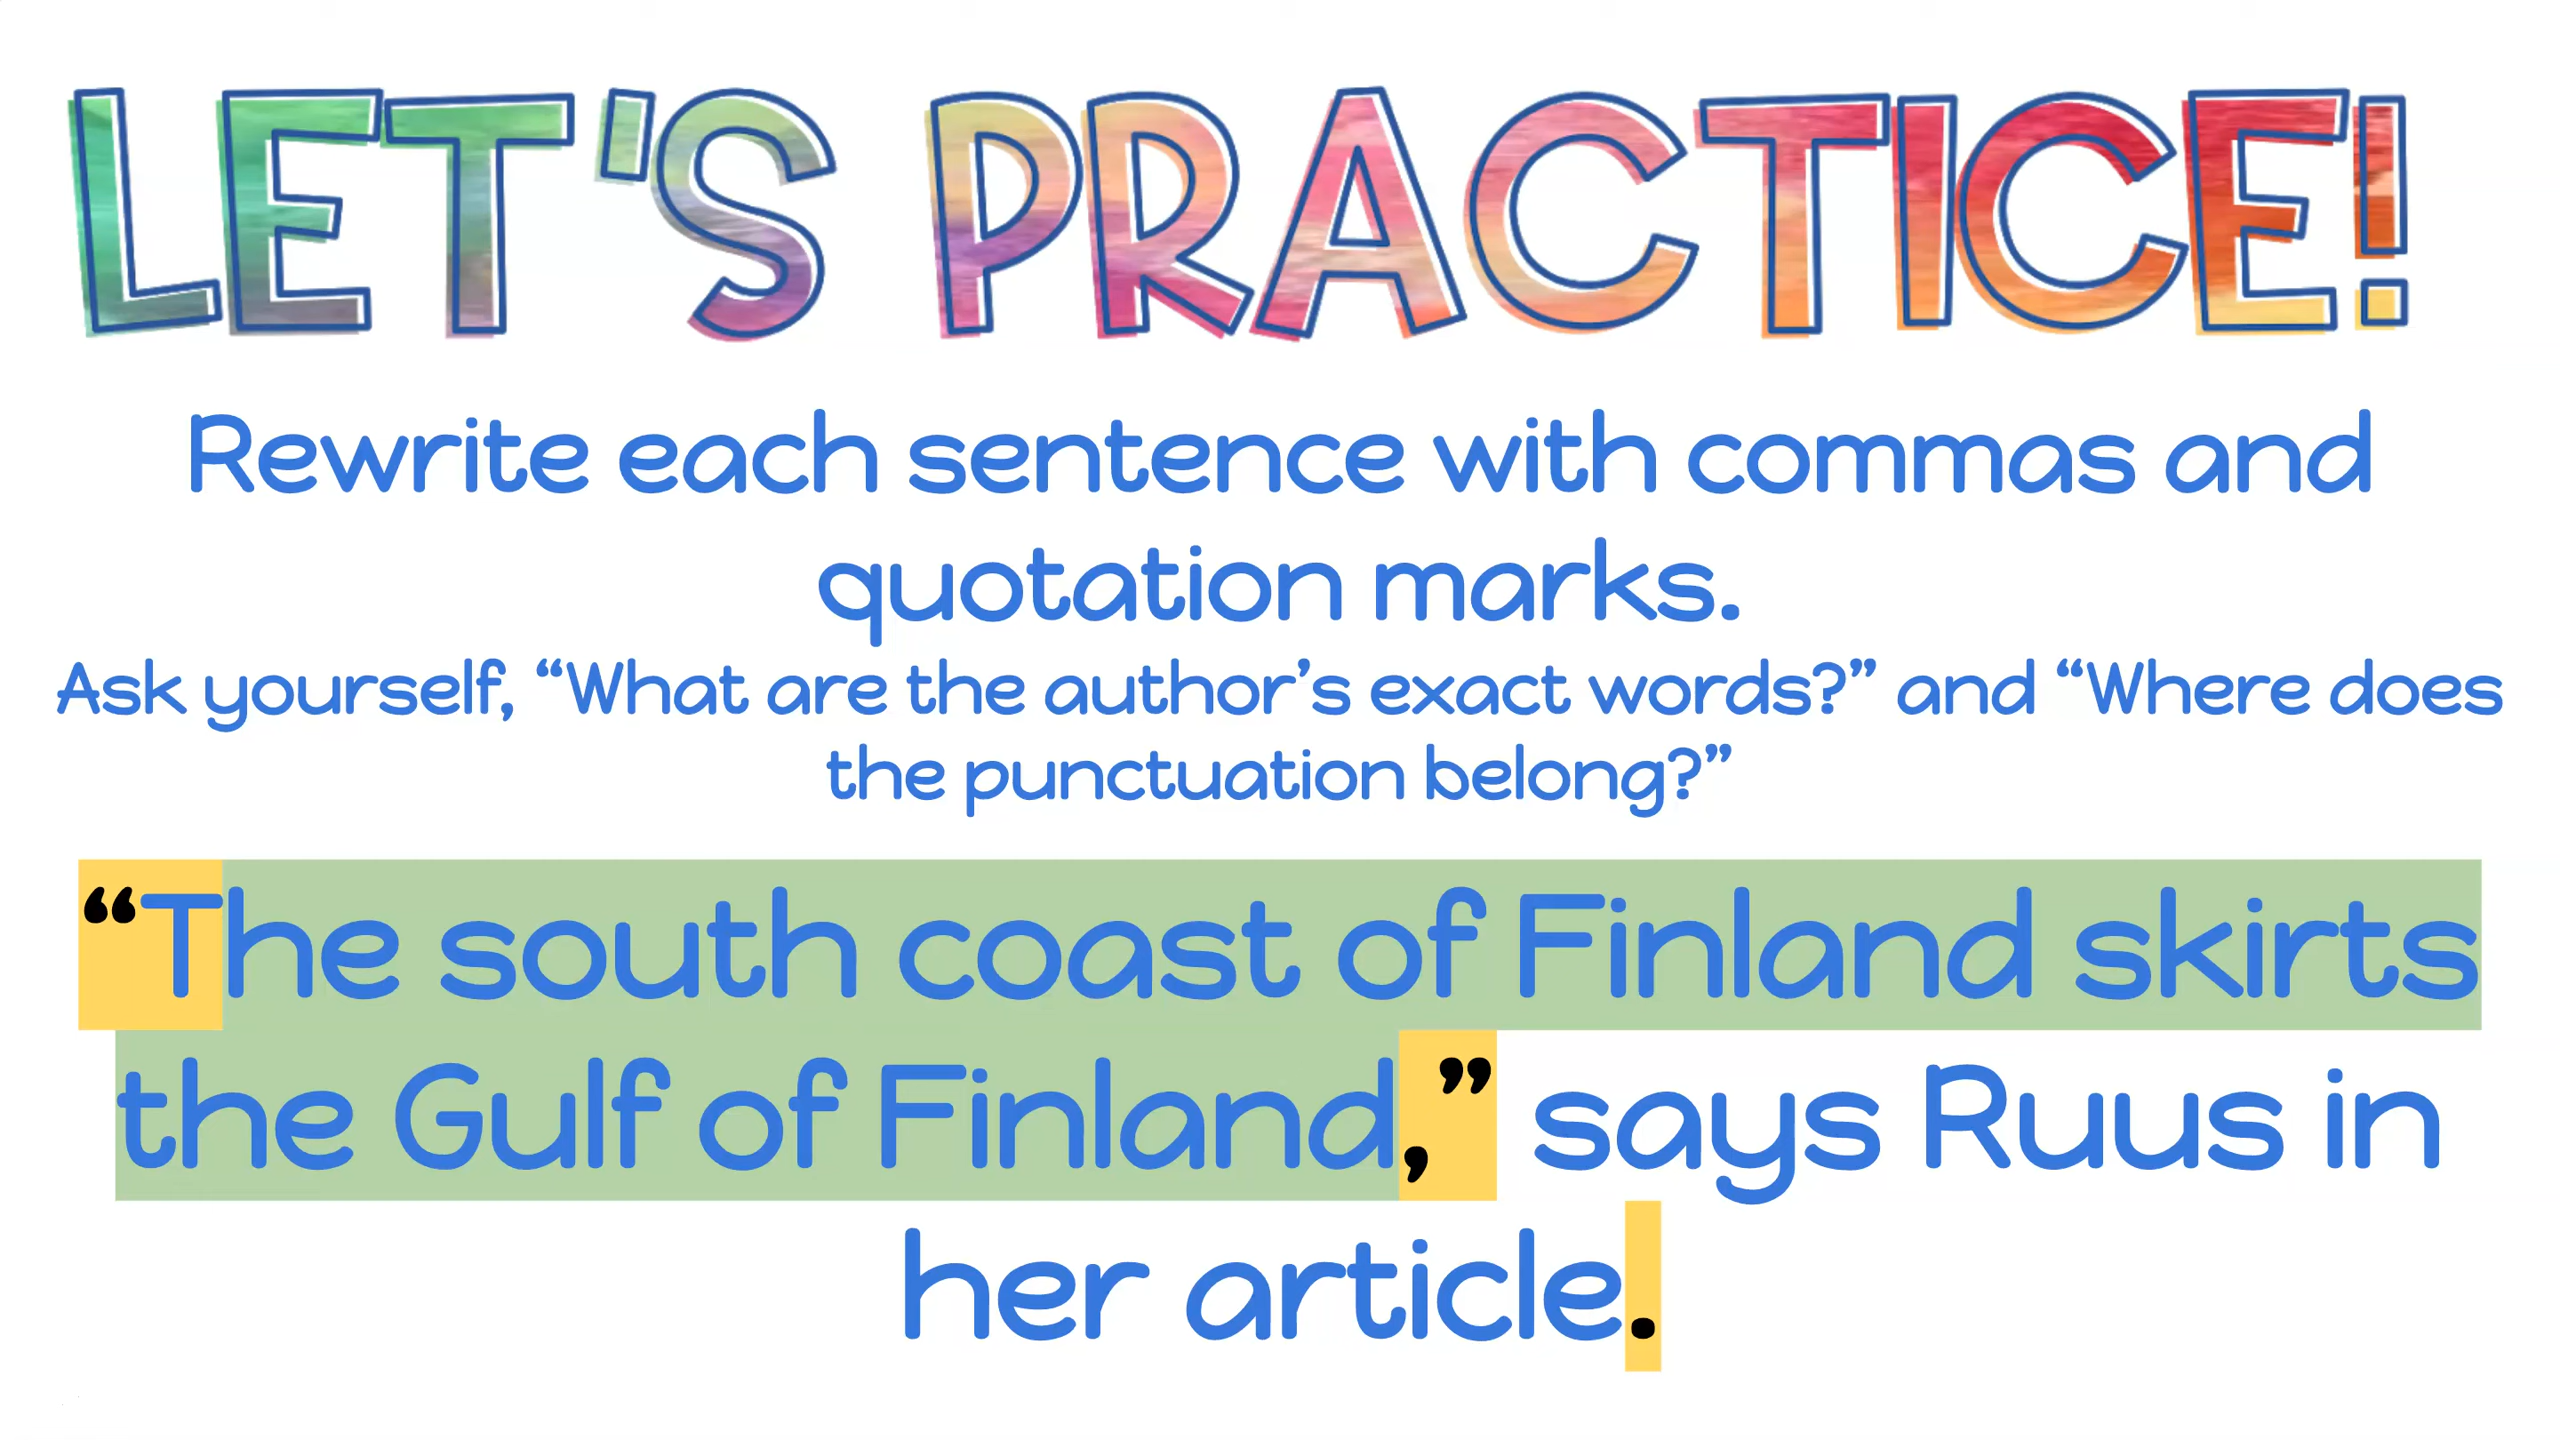 LET'S PRACTICE!
Rewrite each sentence with commas and
quotation marks.
Ask yourself, “What are the author’s exact words?” and “Where does
the punctuation belong?”
“The south coast of Finland skirts
the Gulf of Finland,” says Ruus in
her article.